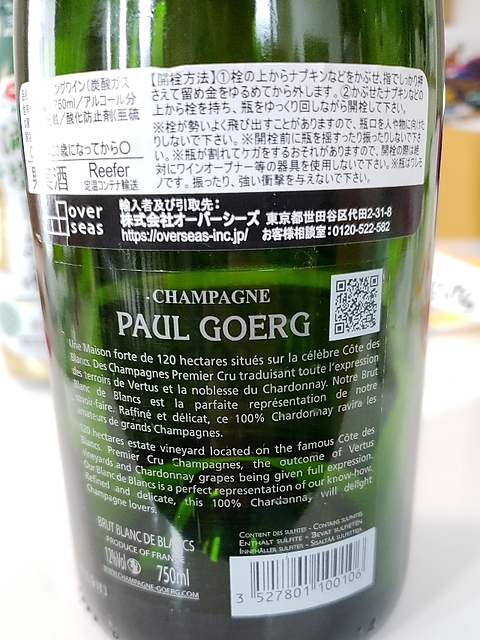 ングワイン(炭酸ガス
750ml/アルコール分
酸/酸化防止剤(亜硫
歳になってから
果実酒
Reefer
定温コンテナ輸送
【開栓方法】①栓の上からナプキンなどをかぶせ、指でしっかり押
さえて留め金をゆるめてから外します。②かぶせたナプキンなどの
上から栓を持ち、瓶をゆっくり回しながら開栓して下さい。
※栓が勢いよく飛び出すことがありますので、瓶口を人や物に向けた
りしないで下さい。※開栓前に瓶を揺すったり振ったりしないで下さ
い。※瓶が割れてケガをするおそれがありますので、開栓の際は絶
対にワインオープナー等の器具を使用しないで下さい。※瓶はワレモ
ノです。振ったり、強い衝撃を与えないで下さい。
over
seas
輸入者及び引取先:
株式会社オーバーシーズ 東京都世田谷区代田2-31-8
https://overseas-inc.jp/ お客様相談室:0120-522-582
CHAMPAGNE
PAUL GOERG
Une Maison forte de 120 hectares situés sur la célèbre Côte des
Blancs. Des Champagnes Premier Cru traduisant toute l'expression
des terroirs de Vertus et la noblesse du Chardonnay. Notre Brut
Blanc de Blancs est la parfaite représentation de notre
savoir-faire. Raffiné et délicat, ce 100% Chardonnay ravira les
amateurs de grands Champagnes.
120 hectares estate vineyard located on the famous Côte des
Blancs. Premier Cru Champagnes, the outcome of Vertus
vineyards and Chardonnay grapes being given full expression.
Our Blanc de Blancs is a perfect representation of our know-how.
Refined and delicate, this 100% Chardonnay, will delight
Champagne lovers.
BRUT BLANC DE BLANCS
PRODUCE OF FRANCE
12%Vol 750ml
WWW.CHAMPAGNE-GOERG.COM
CONTIENT DES SULFITES - CONTAINS SULPHITES
ENTHALT SULFITE - BEVAT SULFIETEN
INNEHÅLLER SULFITER - SISÄLTÄÄ SULFIITTEJA
3 527801 100106